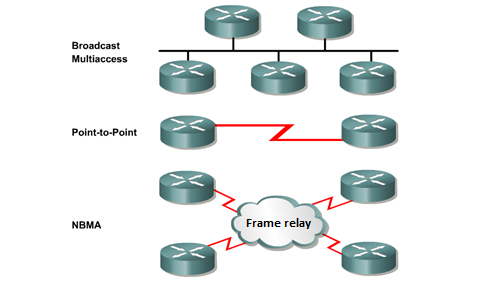 Broadcast
Multiaccess
Point-to-Point
NBMA
Frame relay